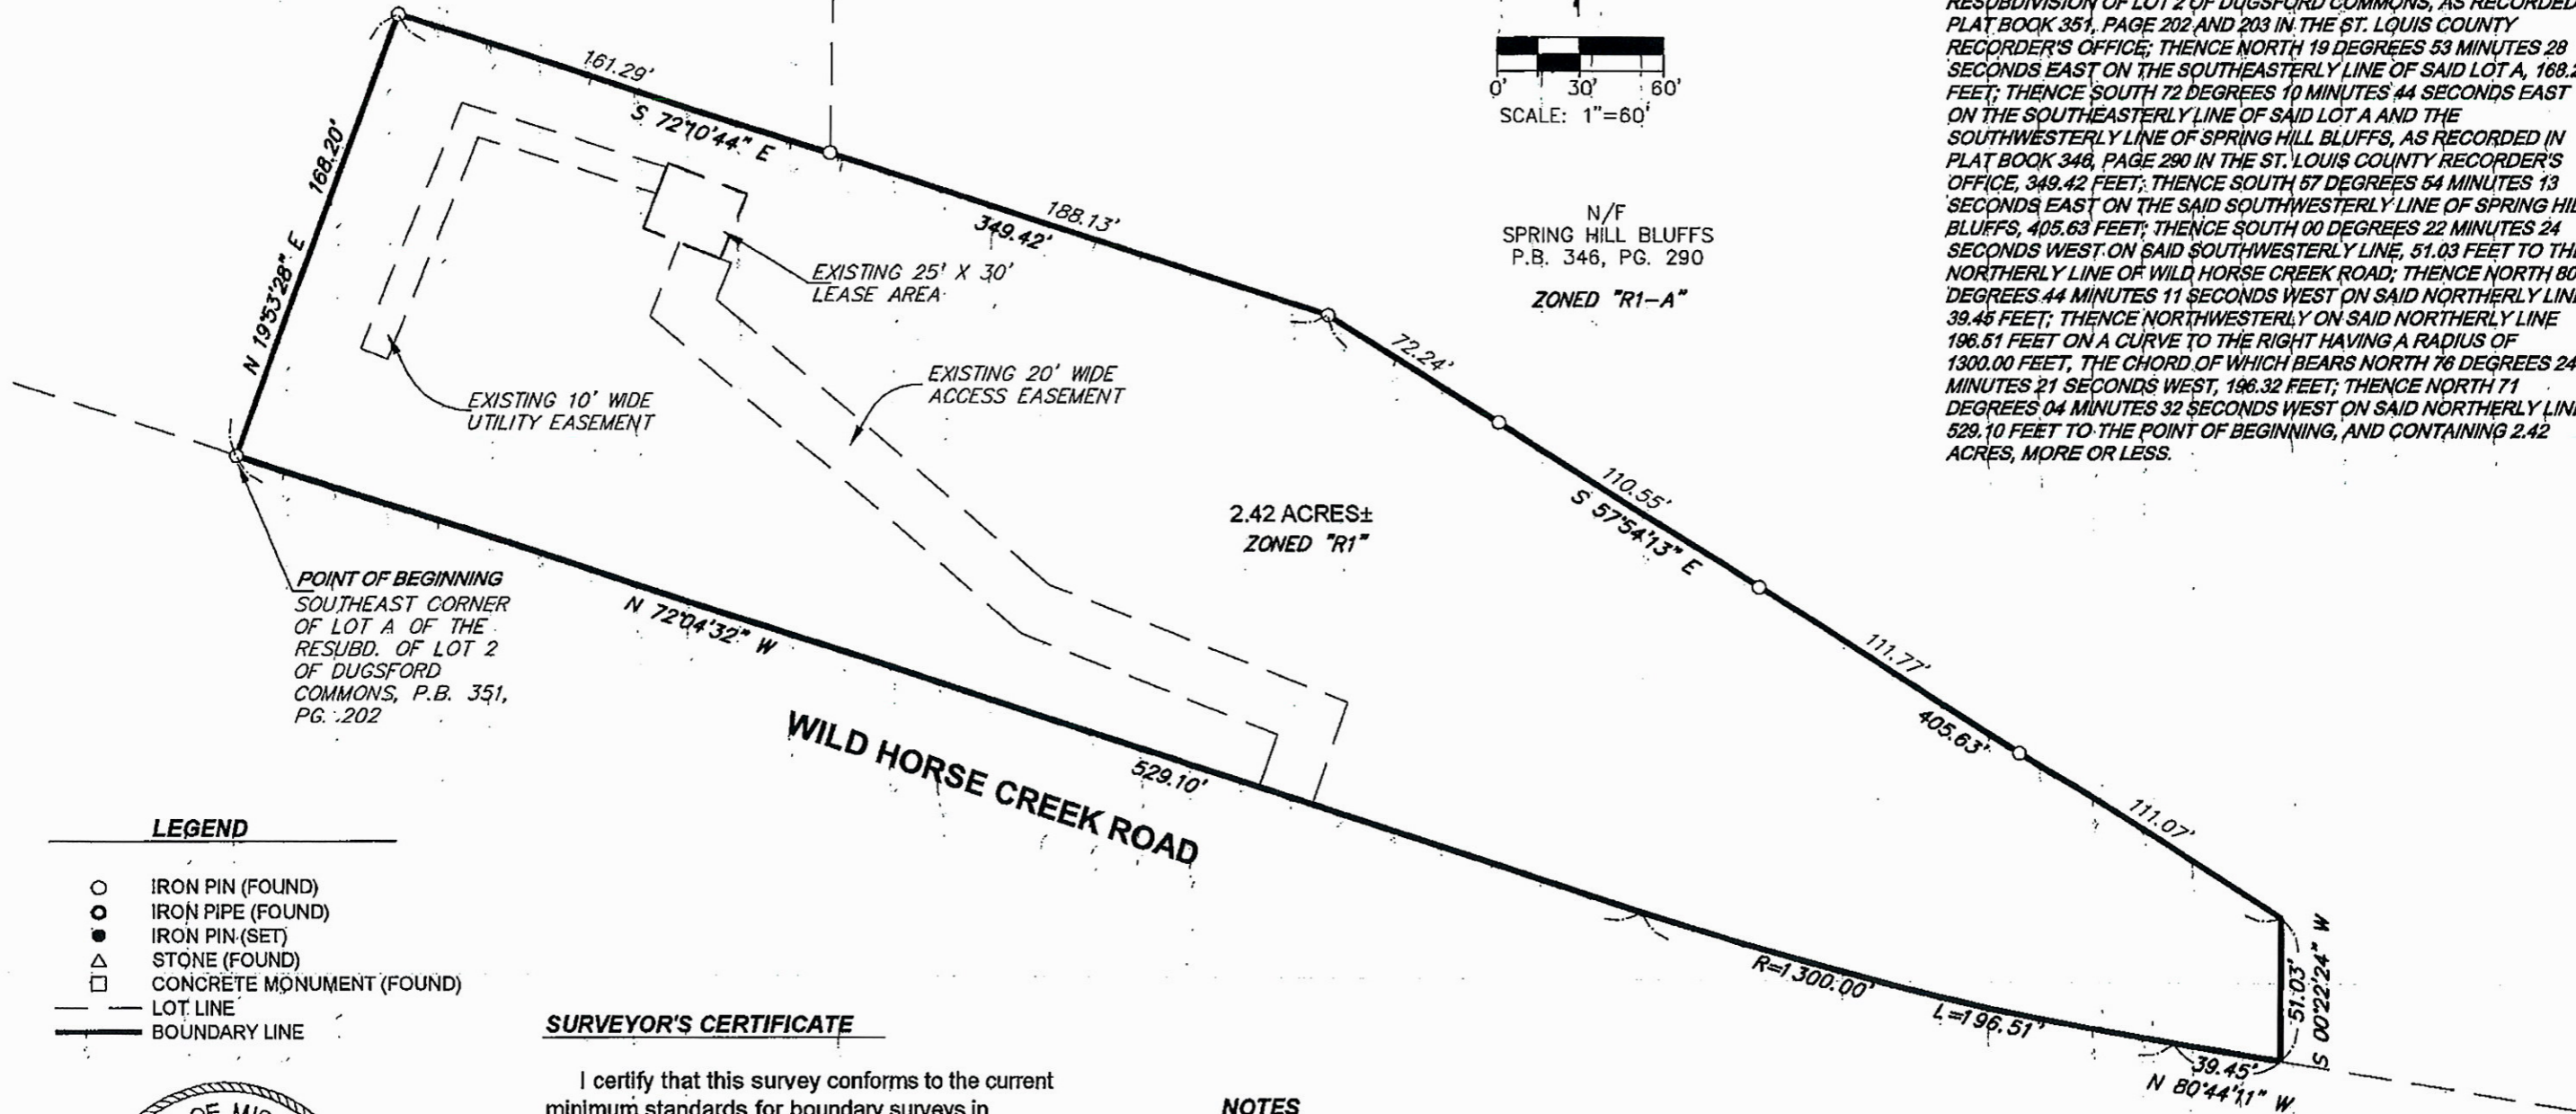 161.29'
S 72°10'44" E
168.20'
N 19°53'28" E
188.13'
349.42'
EXISTING 25' X 30'
LEASE AREA
EXISTING 10' WIDE
UTILITY EASEMENT
EXISTING 20' WIDE
ACCESS EASEMENT
0' 30' 60'
SCALE: 1"=60'
N/F
SPRING HILL BLUFFS
P.B. 346, PG. 290
ZONED "R1-A"
72.24'
110.55'
S 57°54'13" E
2.42 ACRES±
ZONED "R1"
111.77'
405.63'
111.07'
51.03'
S 00°22'24" W
39.45'
N 80°44'11" W
L=196.51'
R=1300.00'
529.10'
N 72°04'32" W
WILD HORSE CREEK ROAD
POINT OF BEGINNING
SOUTHEAST CORNER
OF LOT A OF THE
RESUBD. OF LOT 2
OF DUGSFORD
COMMONS, P.B. 351,
PG. 202
RESUBDIVISION OF LOT 2 OF DUGSFORD COMMONS, AS RECORDED
PLAT BOOK 351, PAGE 202 AND 203 IN THE ST. LOUIS COUNTY
RECORDER'S OFFICE; THENCE NORTH 19 DEGREES 53 MINUTES 28
SECONDS EAST ON THE SOUTHEASTERLY LINE OF SAID LOT A, 168.2
FEET; THENCE SOUTH 72 DEGREES 10 MINUTES 44 SECONDS EAST
ON THE SOUTHEASTERLY LINE OF SAID LOT A AND THE
SOUTHWESTERLY LINE OF SPRING HILL BLUFFS, AS RECORDED IN
PLAT BOOK 346, PAGE 290 IN THE ST. LOUIS COUNTY RECORDER'S
OFFICE, 349.42 FEET; THENCE SOUTH 57 DEGREES 54 MINUTES 13
SECONDS EAST ON THE SAID SOUTHWESTERLY LINE OF SPRING HIL
BLUFFS, 405.63 FEET; THENCE SOUTH 00 DEGREES 22 MINUTES 24
SECONDS WEST ON SAID SOUTHWESTERLY LINE, 51.03 FEET TO THE
NORTHERLY LINE OF WILD HORSE CREEK ROAD; THENCE NORTH 80
DEGREES 44 MINUTES 11 SECONDS WEST ON SAID NORTHERLY LINE
39.45 FEET; THENCE NORTHWESTERLY ON SAID NORTHERLY LINE
196.51 FEET ON A CURVE TO THE RIGHT HAVING A RADIUS OF
1300.00 FEET, THE CHORD OF WHICH BEARS NORTH 76 DEGREES 24
MINUTES 21 SECONDS WEST, 196.32 FEET; THENCE NORTH 71
DEGREES 04 MINUTES 32 SECONDS WEST ON SAID NORTHERLY LINE
529.10 FEET TO THE POINT OF BEGINNING, AND CONTAINING 2.42
ACRES, MORE OR LESS.
LEGEND
IRON PIN (FOUND)
IRON PIPE (FOUND)
IRON PIN (SET)
STONE (FOUND)
CONCRETE MONUMENT (FOUND)
LOT LINE
BOUNDARY LINE
SURVEYOR'S CERTIFICATE
I certify that this survey conforms to the current
minimum standards for boundary surveys in
NOTES
OF MIS